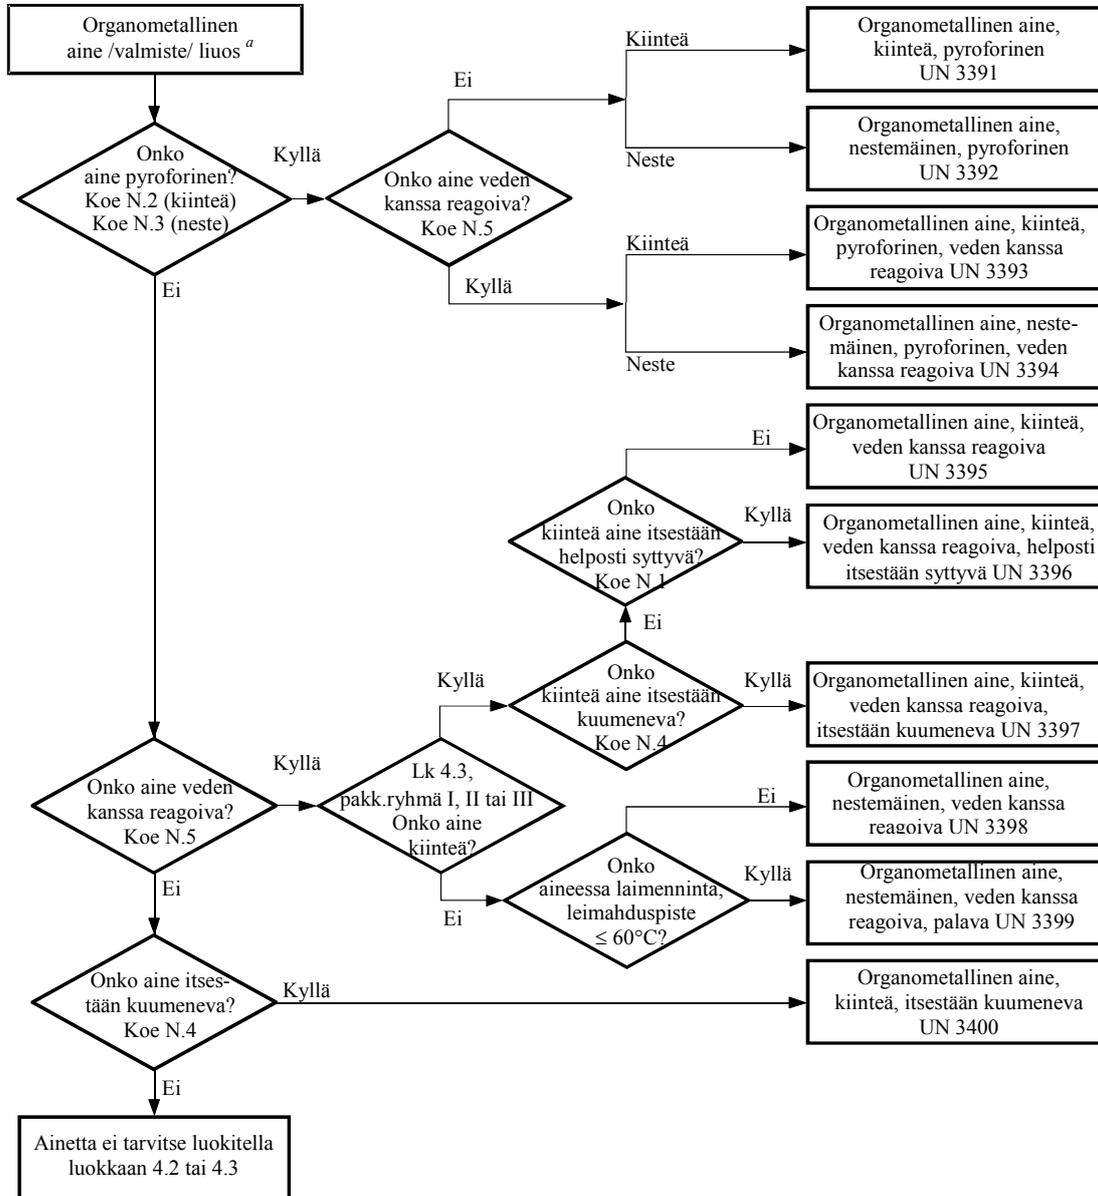 Organometallinen
aine /valmiste/ liuos a
Onko
aine pyroforinen?
Koe N.2 (kiinteä)
Koe N.3 (neste)
Kyllä
Ei
Onko aine veden
kanssa reagoiva?
Koe N.5
Ei
Kyllä
Kiinteä
Neste
Kiinteä
Neste
Organometallinen aine,
kiinteä, pyroforinen
UN 3391
Organometallinen aine,
nestemäinen, pyroforinen
UN 3392
Organometallinen aine, kiinteä,
pyroforinen, veden kanssa
reagoiva UN 3393
Organometallinen aine, neste-
mäinen, pyroforinen, veden
kanssa reagoiva UN 3394
Ei
Organometallinen aine, kiinteä,
veden kanssa reagoiva
UN 3395
Onko
kiinteä aine itsestään
helposti syttyvä?
Koe N.1
Kyllä
Organometallinen aine, kiinteä,
veden kanssa reagoiva, helposti
itsestään syttyvä UN 3396
Ei
Kyllä
Onko
kiinteä aine itsestään
kuumeneva?
Koe N.4
Kyllä
Organometallinen aine, kiinteä,
veden kanssa reagoiva,
itsestään kuumeneva UN 3397
Onko aine veden
kanssa reagoiva?
Koe N.5
Kyllä
Lk 4.3,
pakk.ryhmä I, II tai III
Onko aine
kiinteä?
Ei
Organometallinen aine,
nestemäinen, veden kanssa
reagoiva UN 3398
Ei
Ei
Onko
aineessa laimenninta,
leimahduspiste
≤ 60°C?
Kyllä
Organometallinen aine,
nestemäinen, veden kanssa
reagoiva, palava UN 3399
Onko aine itses-
tään kuumeneva?
Koe N.4
Kyllä
Organometallinen aine,
kiinteä, itsestään kuumeneva
UN 3400
Ei
Ainetta ei tarvitse luokitella
luokkaan 4.2 tai 4.3